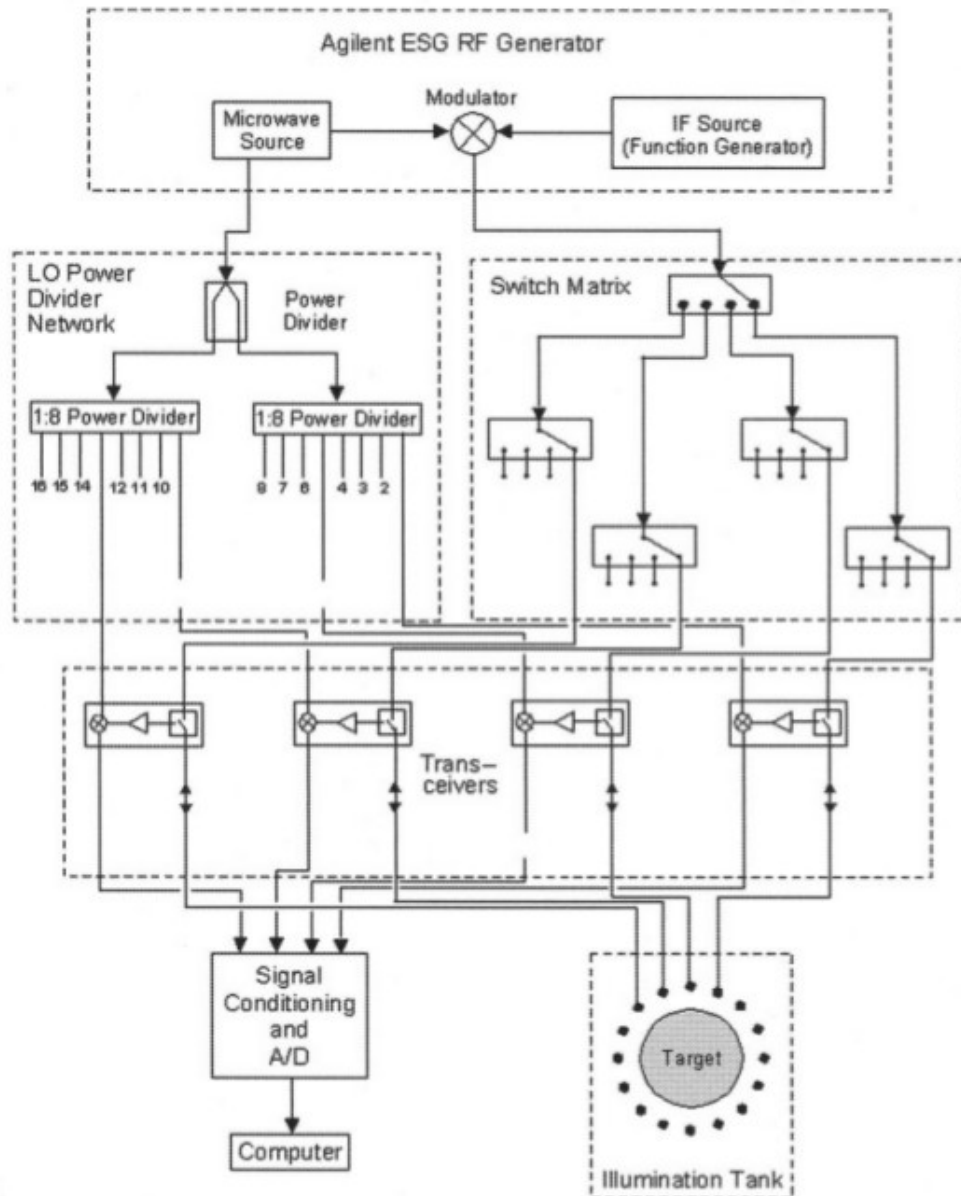 Agilent ESG RF Generator
Modulator
Microwave
Source
IF Source
(Function Generator)
LO Power
Divider
Network
Power
Divider
Switch Matrix
1:8 Power Divider
1:8 Power Divider
16 15 14 12 11 10
8 7 6 4 3 2
Trans-
ceivers
Signal
Conditioning
and
A/D
Target
Computer
Illumination Tank